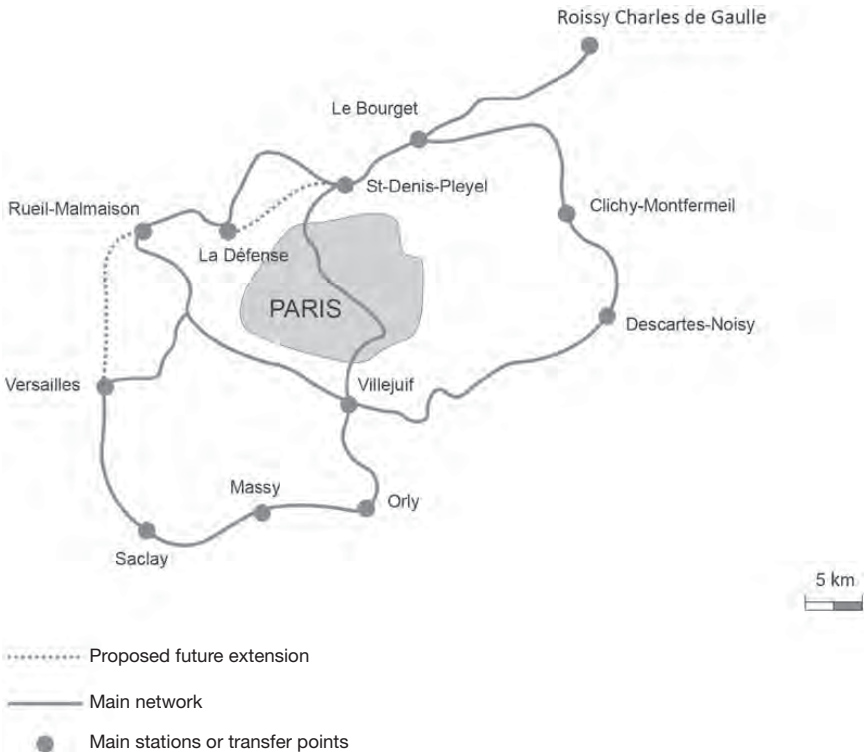 Roissy Charles de Gaulle
Le Bourget
St-Denis-Pleyel
Rueil-Malmaison
Clichy-Montfermeil
La Défense
PARIS
Descartes-Noisy
Versailles
Villejuif
Massy
Orly
Saclay
5 km
Proposed future extension
Main network
Main stations or transfer points